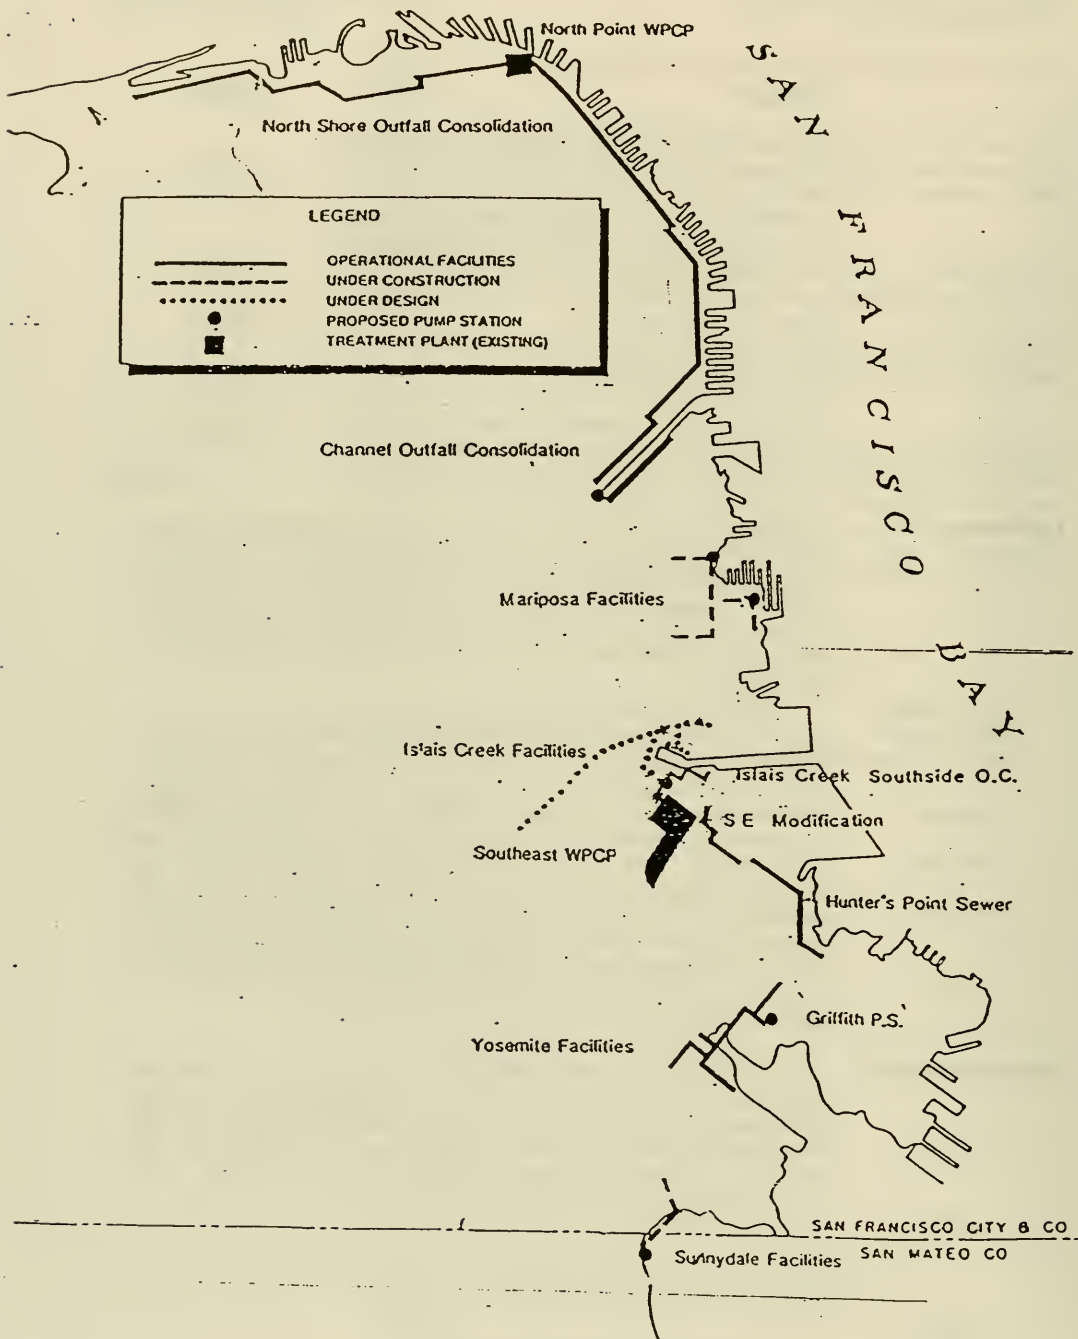 North Point WPCP
SAN FRANCISCO BAY
North Shore Outfall Consolidation
LEGEND
OPERATIONAL FACILITIES
UNDER CONSTRUCTION
UNDER DESIGN
PROPOSED PUMP STATION
TREATMENT PLANT (EXISTING)
Channel Outfall Consolidation
Mariposa Facilities
Islais Creek Facilities
Islais Creek Southside O.C.
S E Modification
Southeast WPCP
Hunter's Point Sewer
Griffith P.S.
Yosemite Facilities
SAN FRANCISCO CITY & CO
Sunnydale Facilities
SAN MATEO CO